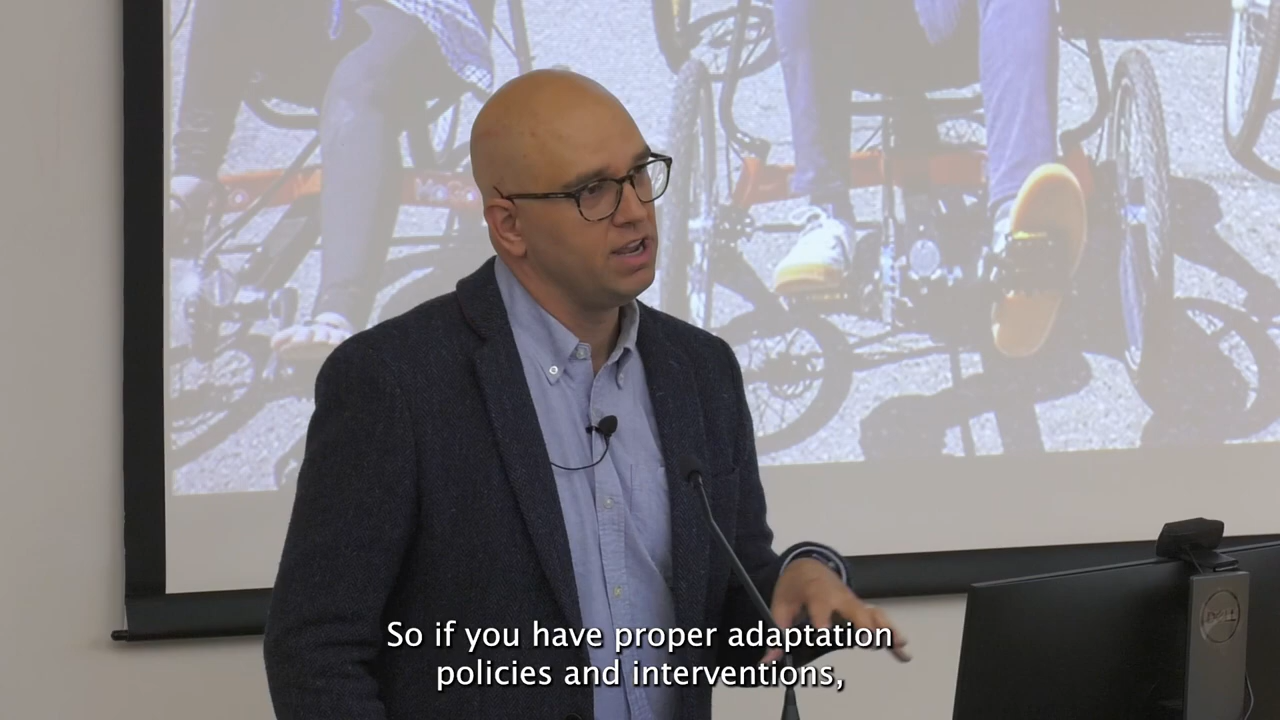 DELL
So if you have proper adaptation
policies and interventions,